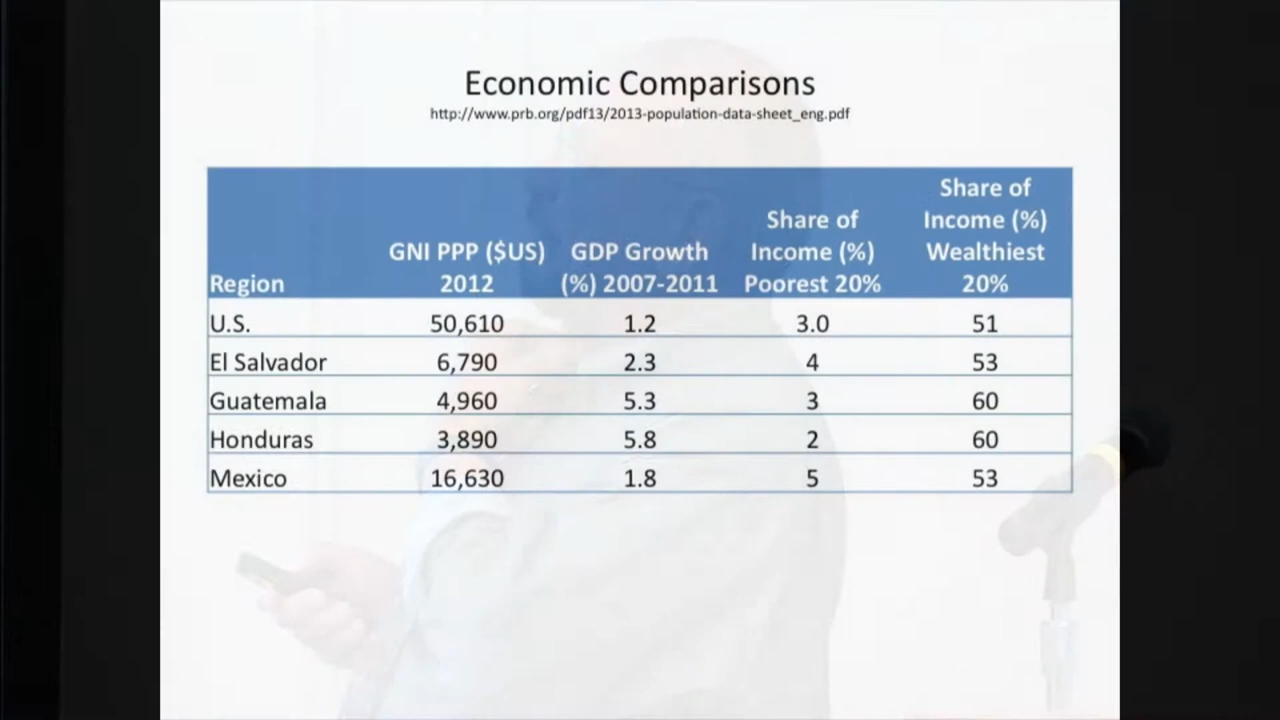 Economic Comparisons
http://www.prb.org/pdf13/2013-population-data-sheet_eng.pdf
Region GNI PPP ($US) 2012 GDP Growth (%) 2007-2011 Share of Income (%) Poorest 20% Share of Income (%) Wealthiest 20%
U.S. 50,610 1.2 3.0 51
El Salvador 6,790 2.3 4 53
Guatemala 4,960 5.3 3 60
Honduras 3,890 5.8 2 60
Mexico 16,630 1.8 5 53